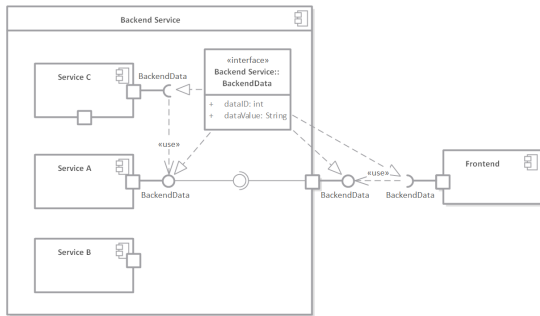 Backend Service
«interface»
Backend Service::
BackendData
+ dataID: int
+ dataValue: String
Service C
BackendData
«use»
Service A
BackendData
«use»
BackendData
BackendData
Frontend
Service B